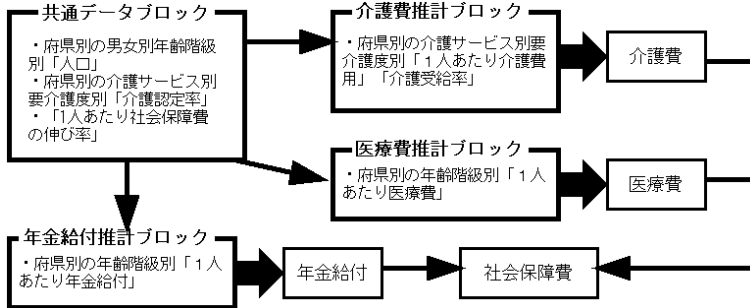 共通データブロック
・府県別の男女別年齢階級
別「人口」
・府県別の介護サービス別
要介護度別「介護認定率」
・「1人あたり社会保障費
の伸び率」
介護費推計ブロック
・府県別の介護サービス別要
介護度別「１人あたり介護費
用」「介護受給率」
介護費
医療費推計ブロック
・府県別の年齢階級別「１人
あたり医療費」
医療費
年金給付推計ブロック
・府県別の年齢階級別「１人
あたり年金給付」
年金給付
社会保障費